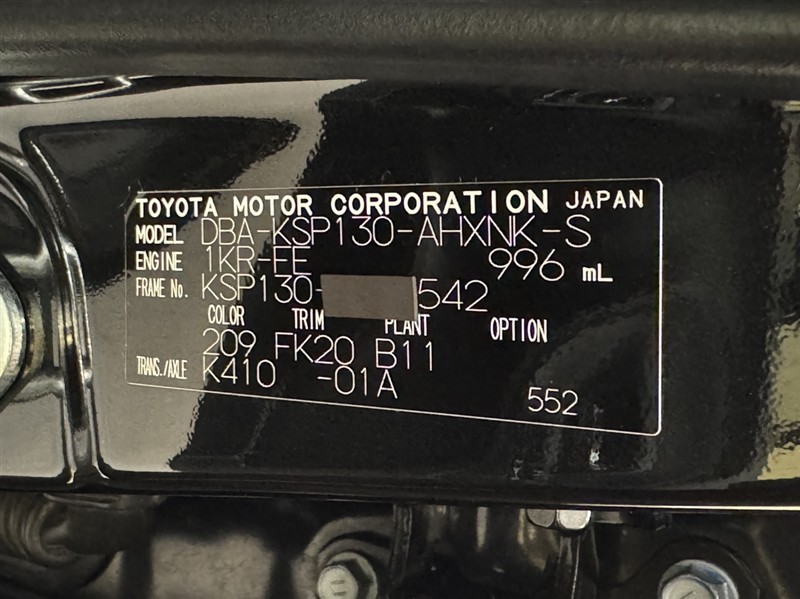 TOYOTA MOTOR CORPORATION JAPAN
MODEL DBA-KSP130-AHXNK-S
ENGINE 1KR-FE 996 mL
FRAME No. KSP130- 542
COLOR TRIM PLANT OPTION
209 FK20 B11
TRANS./AXLE K410 -01A
552